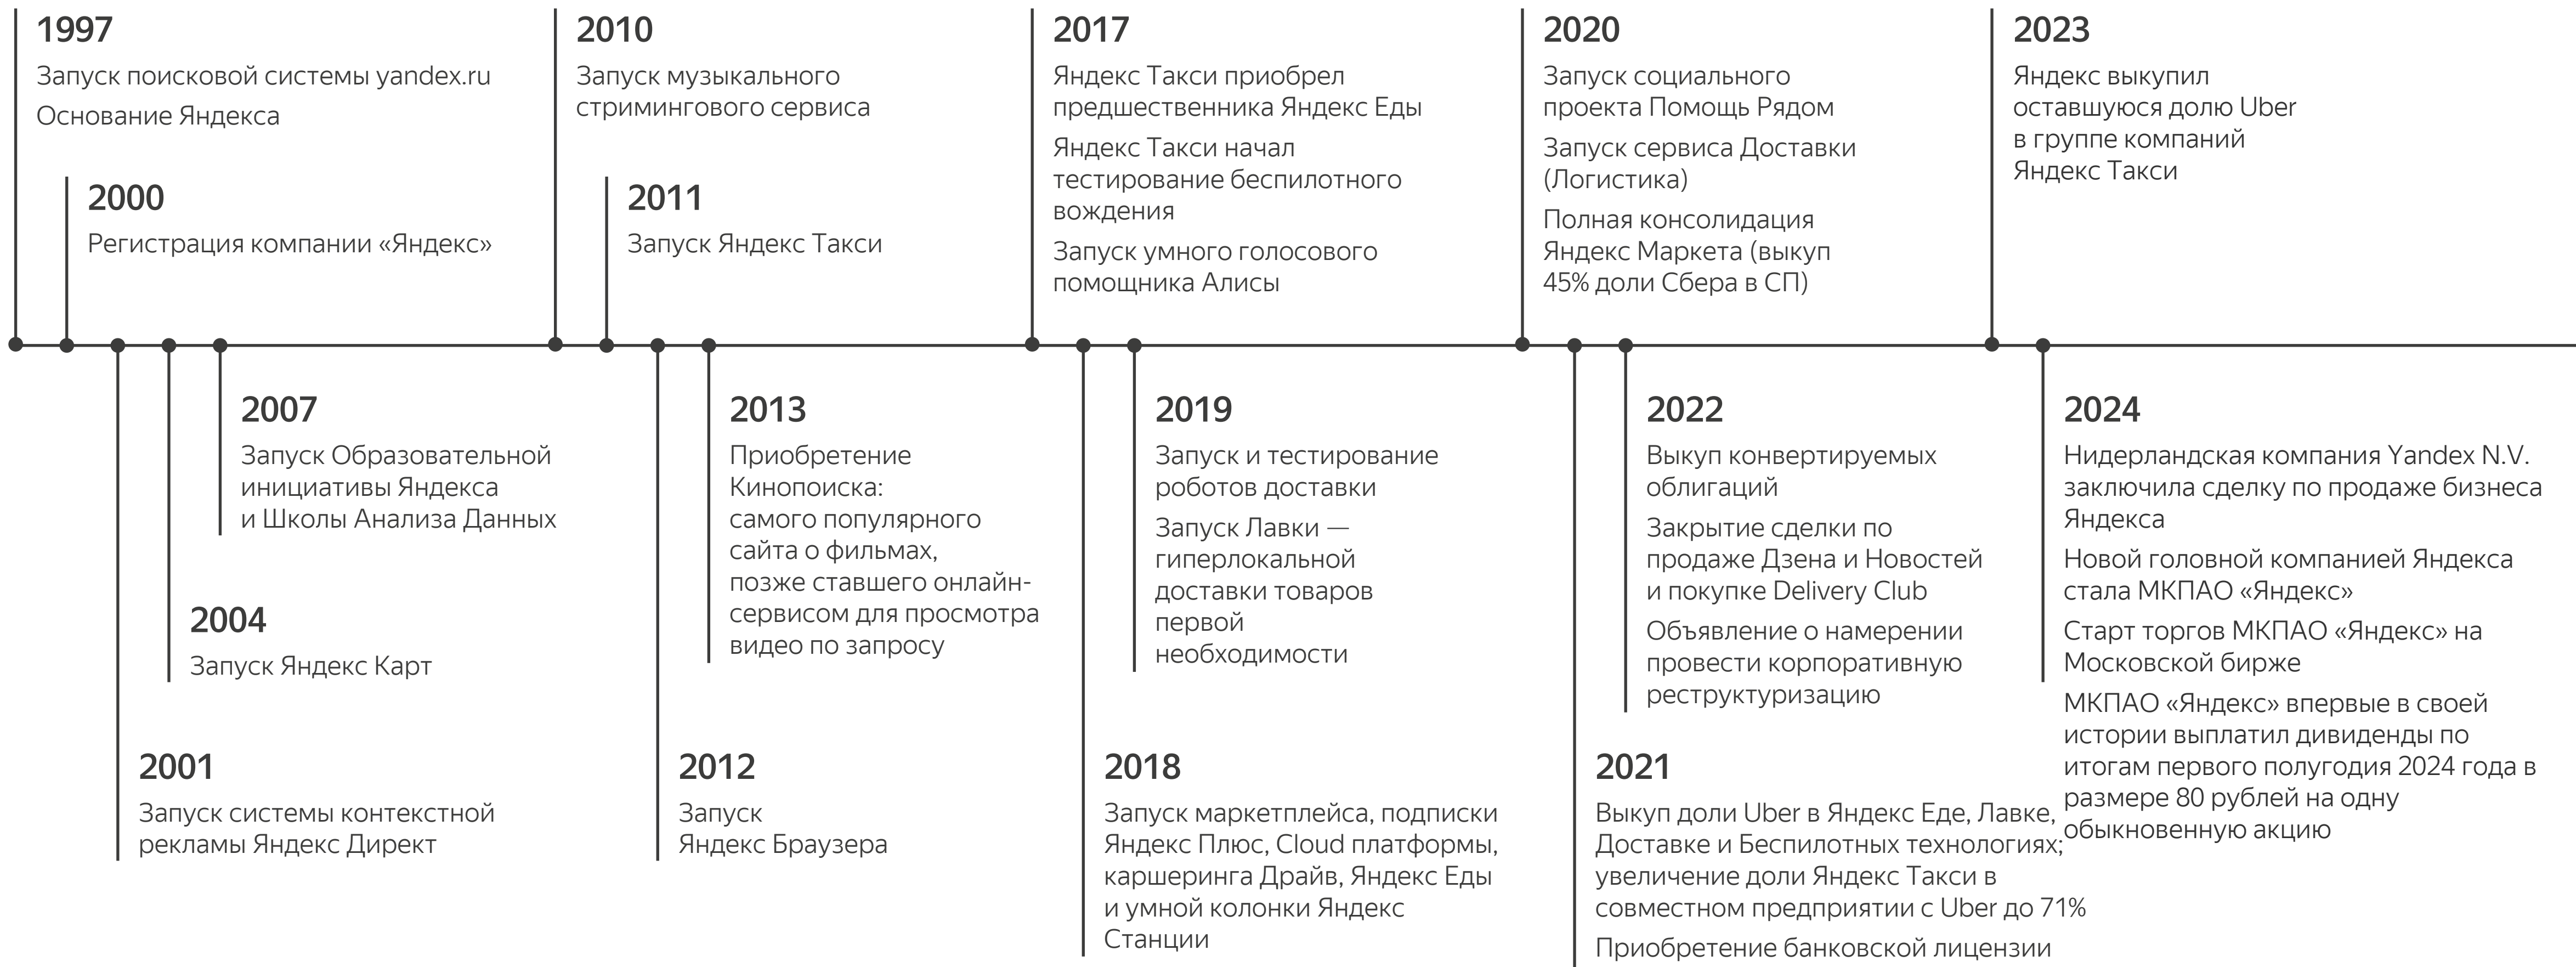 1997
Запуск поисковой системы yandex.ru
Основание Яндекса
2000
Регистрация компании «Яндекс»
2001
Запуск системы контекстной
рекламы Яндекс Директ
2004
Запуск Яндекс Карт
2007
Запуск Образовательной
инициативы Яндекса
и Школы Анализа Данных
2010
Запуск музыкального
стримингового сервиса
2011
Запуск Яндекс Такси
2012
Запуск
Яндекс Браузера
2013
Приобретение
Кинопоиска:
самого популярного
сайта о фильмах,
позже ставшего онлайн-
сервисом для просмотра
видео по запросу
2017
Яндекс Такси приобрел
предшественника Яндекс Еды
Яндекс Такси начал
тестирование беспилотного
вождения
Запуск умного голосового
помощника Алисы
2018
Запуск маркетплейса, подписки
Яндекс Плюс, Cloud платформы,
каршеринга Драйв, Яндекс Еды
и умной колонки Яндекс
Станции
2019
Запуск и тестирование
роботов доставки
Запуск Лавки —
гиперлокальной
доставки товаров
первой
необходимости
2020
Запуск социального
проекта Помощь Рядом
Запуск сервиса Доставки
(Логистика)
Полная консолидация
Яндекс Маркета (выкуп
45% доли Сбера в СП)
2021
Выкуп доли Uber в Яндекс Еде, Лавке,
Доставке и Беспилотных технологиях;
увеличение доли Яндекс Такси в
совместном предприятии с Uber до 71%
Приобретение банковской лицензии
2022
Выкуп конвертируемых
облигаций
Закрытие сделки по
продаже Дзена и Новостей
и покупке Delivery Club
Объявление о намерении
провести корпоративную
реструктуризацию
2023
Яндекс выкупил
оставшуюся долю Uber
в группе компаний
Яндекс Такси
2024
Нидерландская компания Yandex N.V.
заключила сделку по продаже бизнеса
Яндекса
Новой головной компанией Яндекса
стала МКПАО «Яндекс»
Старт торгов МКПАО «Яндекс» на
Московской бирже
МКПАО «Яндекс» впервые в своей
истории выплатил дивиденды по
итогам первого полугодия 2024 года в
размере 80 рублей на одну
обыкновенную акцию